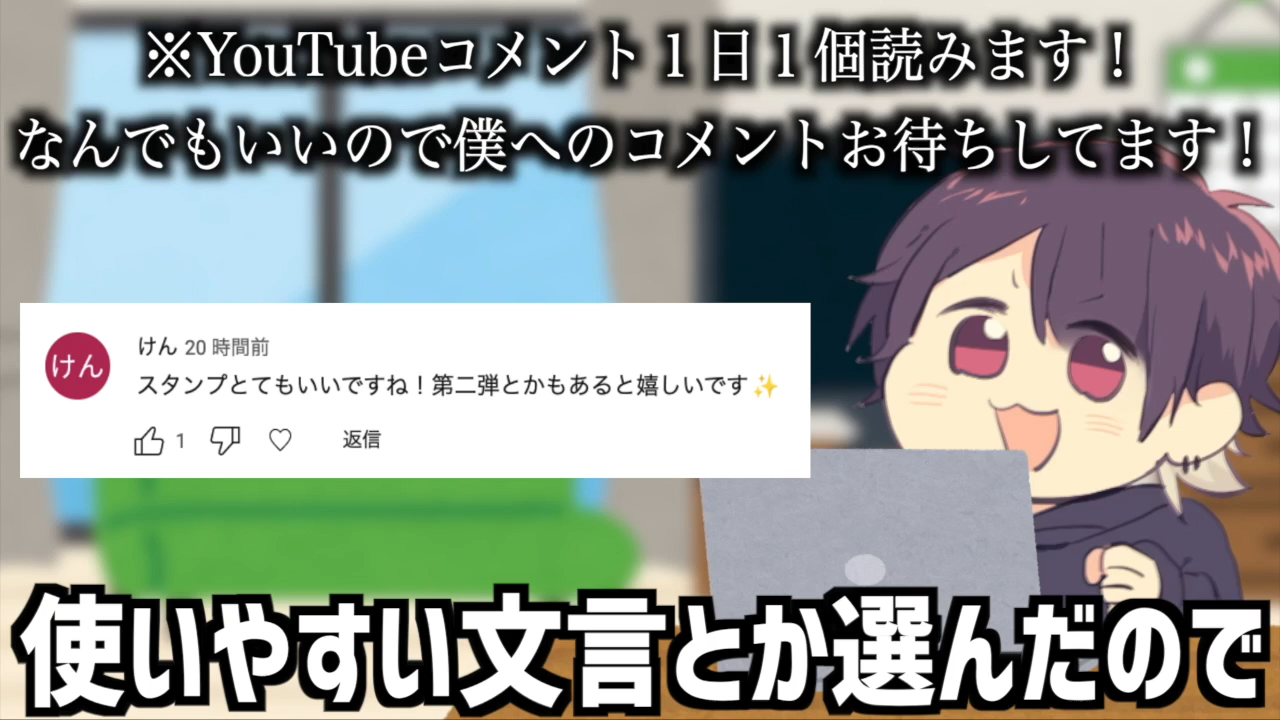 ※YouTubeコメント１日１個読みます！
なんでもいいので僕へのコメントお待ちしてます！
けん
けん 20 時間前
スタンプとてもいいですね！第二弾とかもあると嬉しいです✨
1 返信
使いやすい文言とか選んだので